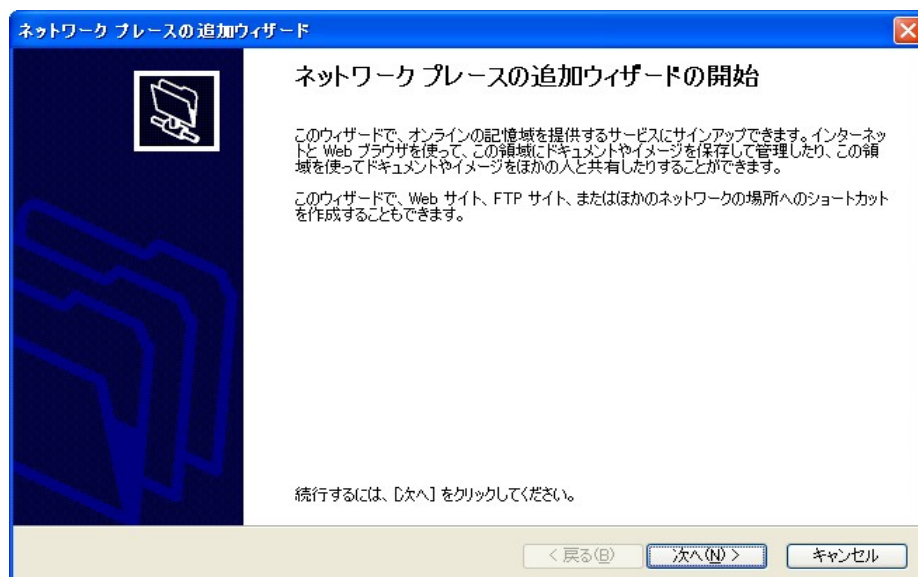 ネットワーク プレースの追加ウィザード
ネットワーク プレースの追加ウィザードの開始
このウィザードで、オンラインの記憶域を提供するサービスにサインアップできます。インターネッ
トと Web ブラウザを使って、この領域にドキュメントやイメージを保存して管理したり、この領
域を使ってドキュメントやイメージをほかの人と共有したりすることができます。
このウィザードで、Web サイト、FTP サイト、またはほかのネットワークの場所へのショートカット
を作成することもできます。
続行するには、[次へ] をクリックしてください。
< 戻る(B)
次へ(N) >
キャンセル